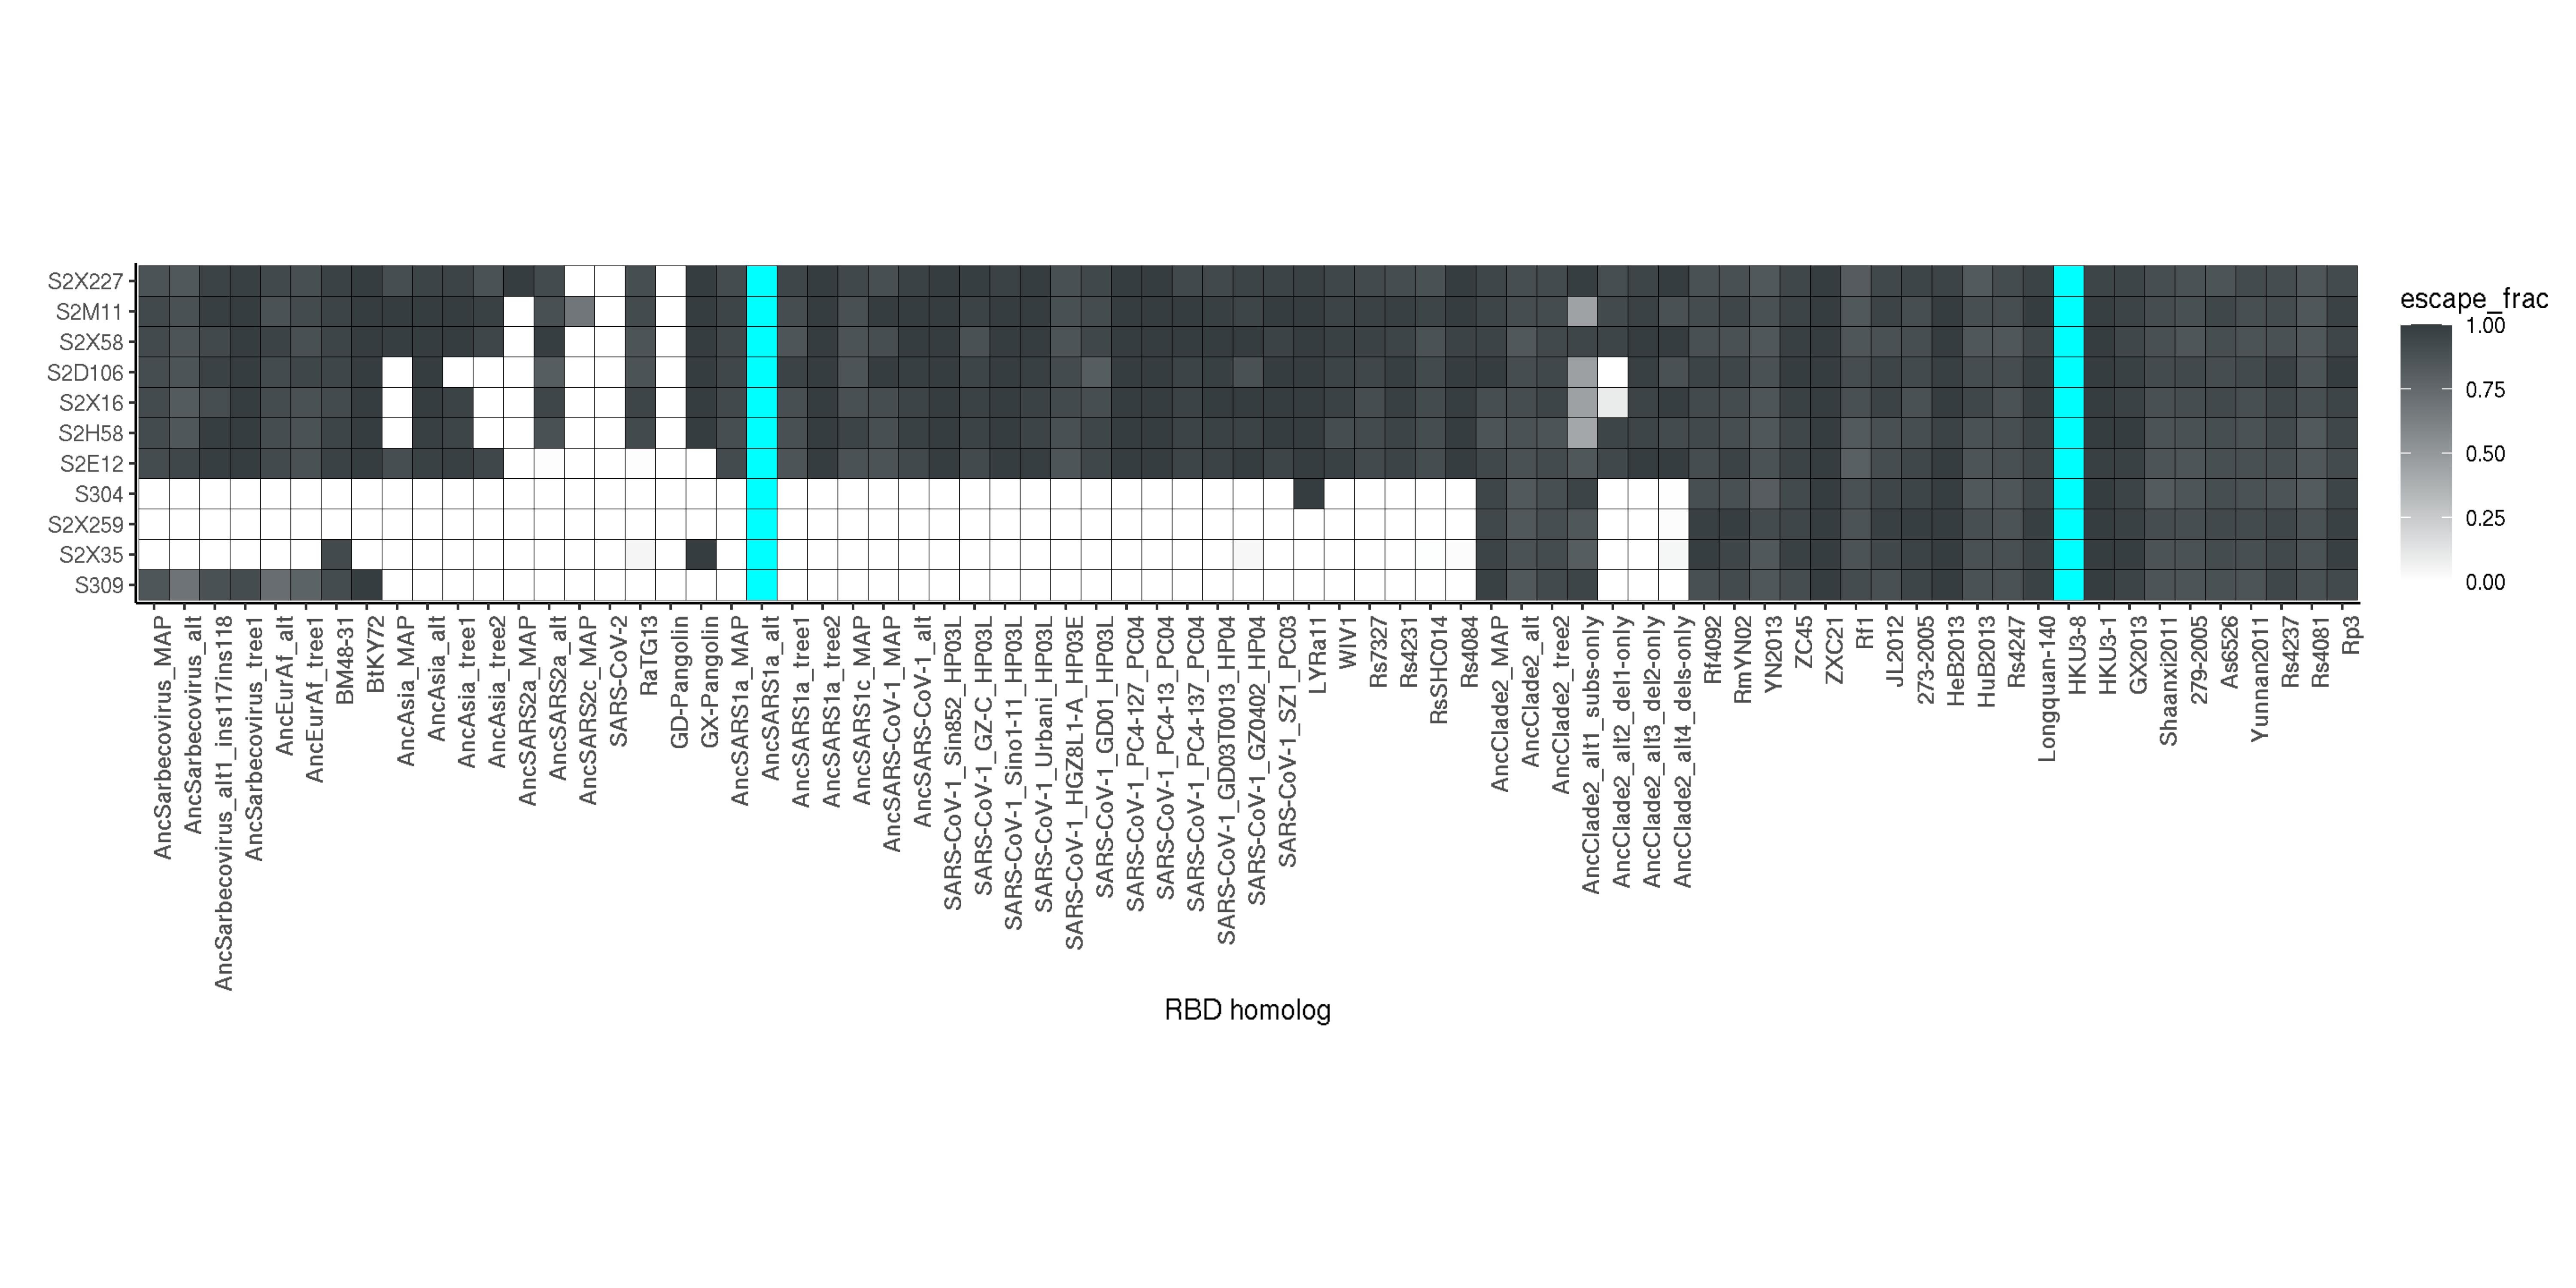 S2X227
S2M11
S2X58
S2D106
S2X16
S2H58
S2E12
S304
S2X259
S2X35
S309
escape_frac
1.00
0.75
0.50
0.25
0.00
AncSarbecovirus_MAP
AncSarbecovirus_alt
AncSarbecovirus_alt1_ins117ins118
AncSarbecovirus_tree1
AncEurAf_alt
AncEurAf_tree1
BM48-31
BtKY72
AncAsia_MAP
AncAsia_alt
AncAsia_tree1
AncAsia_tree2
AncSARS2a_MAP
AncSARS2a_alt
AncSARS2c_MAP
SARS-CoV-2
RaTG13
GD-Pangolin
GX-Pangolin
AncSARS1a_MAP
AncSARS1a_alt
AncSARS1a_tree1
AncSARS1a_tree2
AncSARS1c_MAP
AncSARS-CoV-1_MAP
AncSARS-CoV-1_alt
SARS-CoV-1_Sin852_HP03L
SARS-CoV-1_GZ-C_HP03L
SARS-CoV-1_Sino1-11_HP03L
SARS-CoV-1_Urbani_HP03L
SARS-CoV-1_HGZ8L1-A_HP03E
SARS-CoV-1_GD01_HP03L
SARS-CoV-1_PC4-127_PC04
SARS-CoV-1_PC4-13_PC04
SARS-CoV-1_PC4-137_PC04
SARS-CoV-1_GD03T0013_HP04
SARS-CoV-1_GZ0402_HP04
SARS-CoV-1_SZ1_PC03
LYRa11
WIV1
Rs7327
Rs4231
RsSHC014
Rs4084
AncClade2_MAP
AncClade2_alt
AncClade2_tree2
AncClade2_alt1_subs-only
AncClade2_alt2_del1-only
AncClade2_alt3_del2-only
AncClade2_alt4_dels-only
Rf4092
RmYN02
YN2013
ZC45
ZXC21
Rf1
JL2012
273-2005
HeB2013
HuB2013
Rs4247
Longquan-140
HKU3-8
HKU3-1
GX2013
Shaanxi2011
279-2005
As6526
Yunnan2011
Rs4237
Rs4081
Rp3
RBD homolog